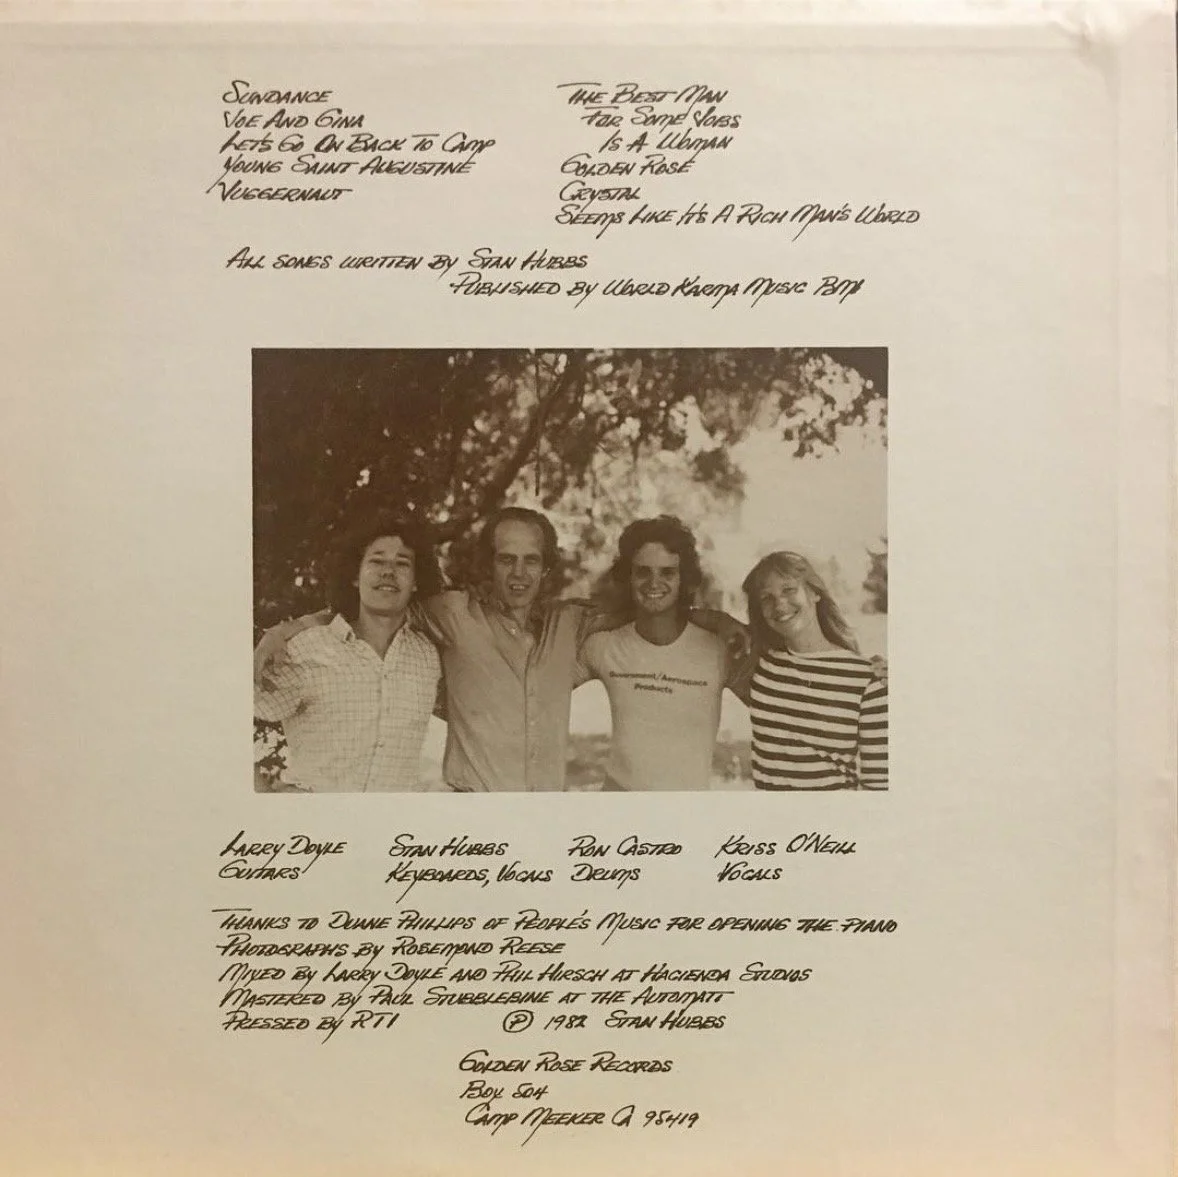 SUNDANCE
JOE AND GINA
LET'S GO ON BACK TO CAMP
YOUNG SAINT AUGUSTINE
JUGGERNAUT
THE BEST MAN
FOR SOME JOBS
IS A WOMAN
GOLDEN ROSE
CRYSTAL
SEEMS LIKE IT'S A RICH MAN'S WORLD
ALL SONGS WRITTEN BY STAN HUBBS
PUBLISHED BY WORLD KARMA MUSIC BMI
Government/Aerospace
Products
LARRY DOYLE STAN HUBBS RON CASTRO KRISS O'NEILL
GUITARS KEYBOARDS, VOCALS DRUMS VOCALS
THANKS TO DUANE PHILLIPS OF PEOPLE'S MUSIC FOR OPENING THE PIANO
PHOTOGRAPHS BY ROSEMOND REESE
MIXED BY LARRY DOYLE AND PHIL HIRSCH AT HACIENDA STUDIOS
MASTERED BY PAUL STUBBLEBINE AT THE AUTOMATT
PRESSED BY RTI ℗ 1982 STAN HUBBS
GOLDEN ROSE RECORDS
BOX 504
CAMP MEEKER CA 95419